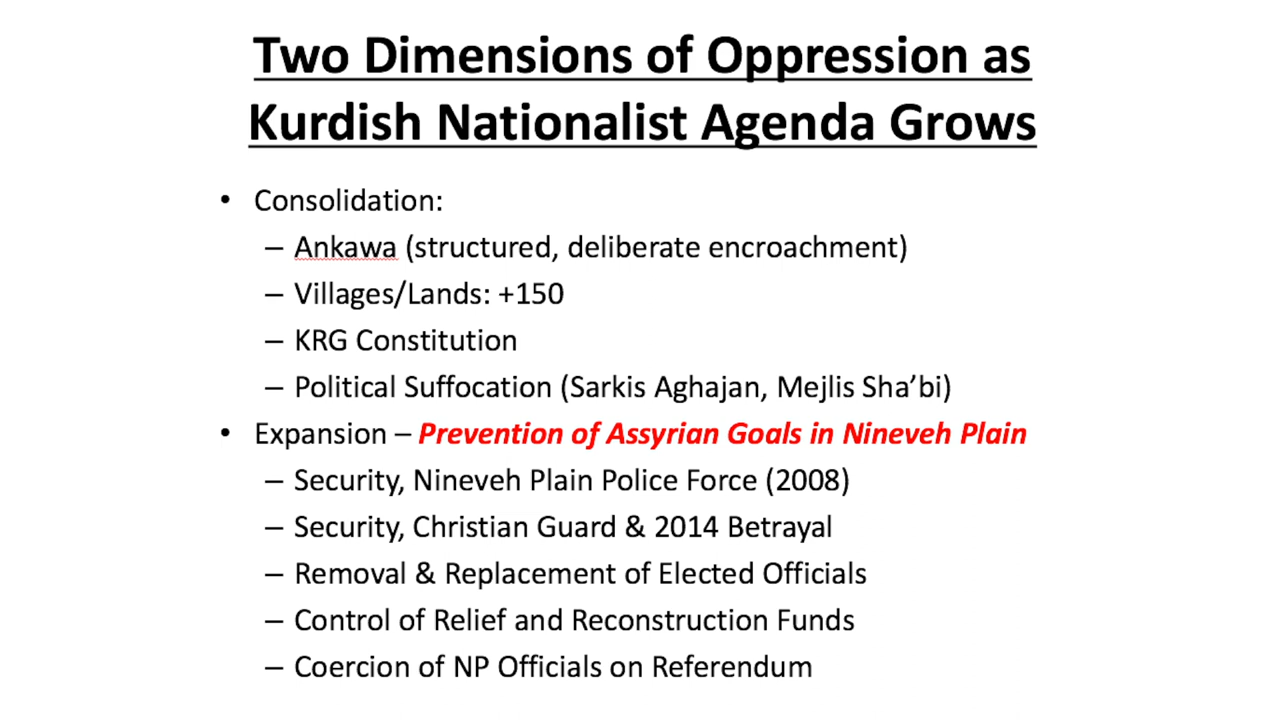 Two Dimensions of Oppression as
Kurdish Nationalist Agenda Grows
• Consolidation:
– Ankawa (structured, deliberate encroachment)
– Villages/Lands: +150
– KRG Constitution
– Political Suffocation (Sarkis Aghajan, Mejlis Sha’bi)
• Expansion – Prevention of Assyrian Goals in Nineveh Plain
– Security, Nineveh Plain Police Force (2008)
– Security, Christian Guard & 2014 Betrayal
– Removal & Replacement of Elected Officials
– Control of Relief and Reconstruction Funds
– Coercion of NP Officials on Referendum